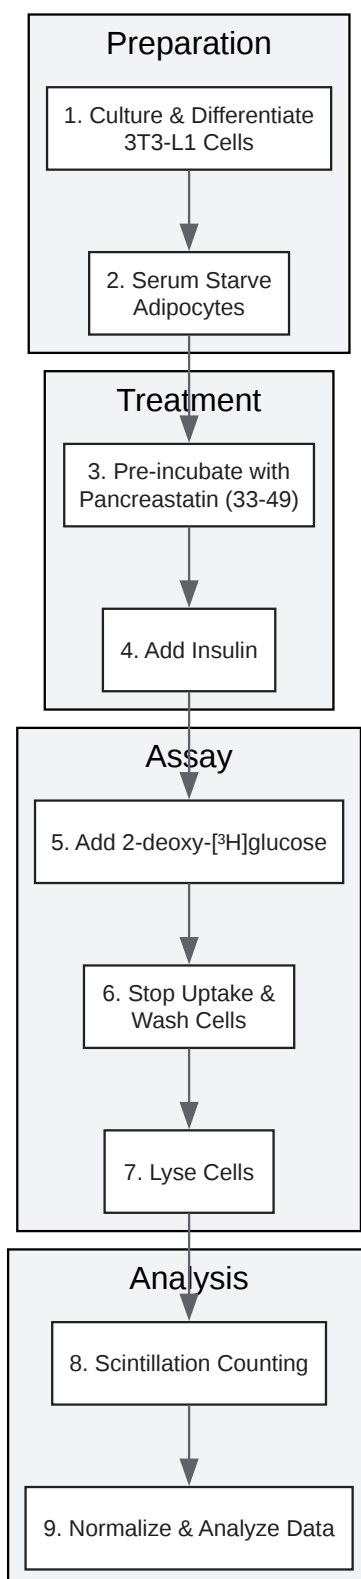 Preparation
1. Culture & Differentiate
3T3-L1 Cells
2. Serum Starve
Adipocytes
Treatment
3. Pre-incubate with
Pancreastatin (33-49)
4. Add Insulin
Assay
5. Add 2-deoxy-[³H]glucose
6. Stop Uptake &
Wash Cells
7. Lyse Cells
Analysis
8. Scintillation Counting
9. Normalize & Analyze Data